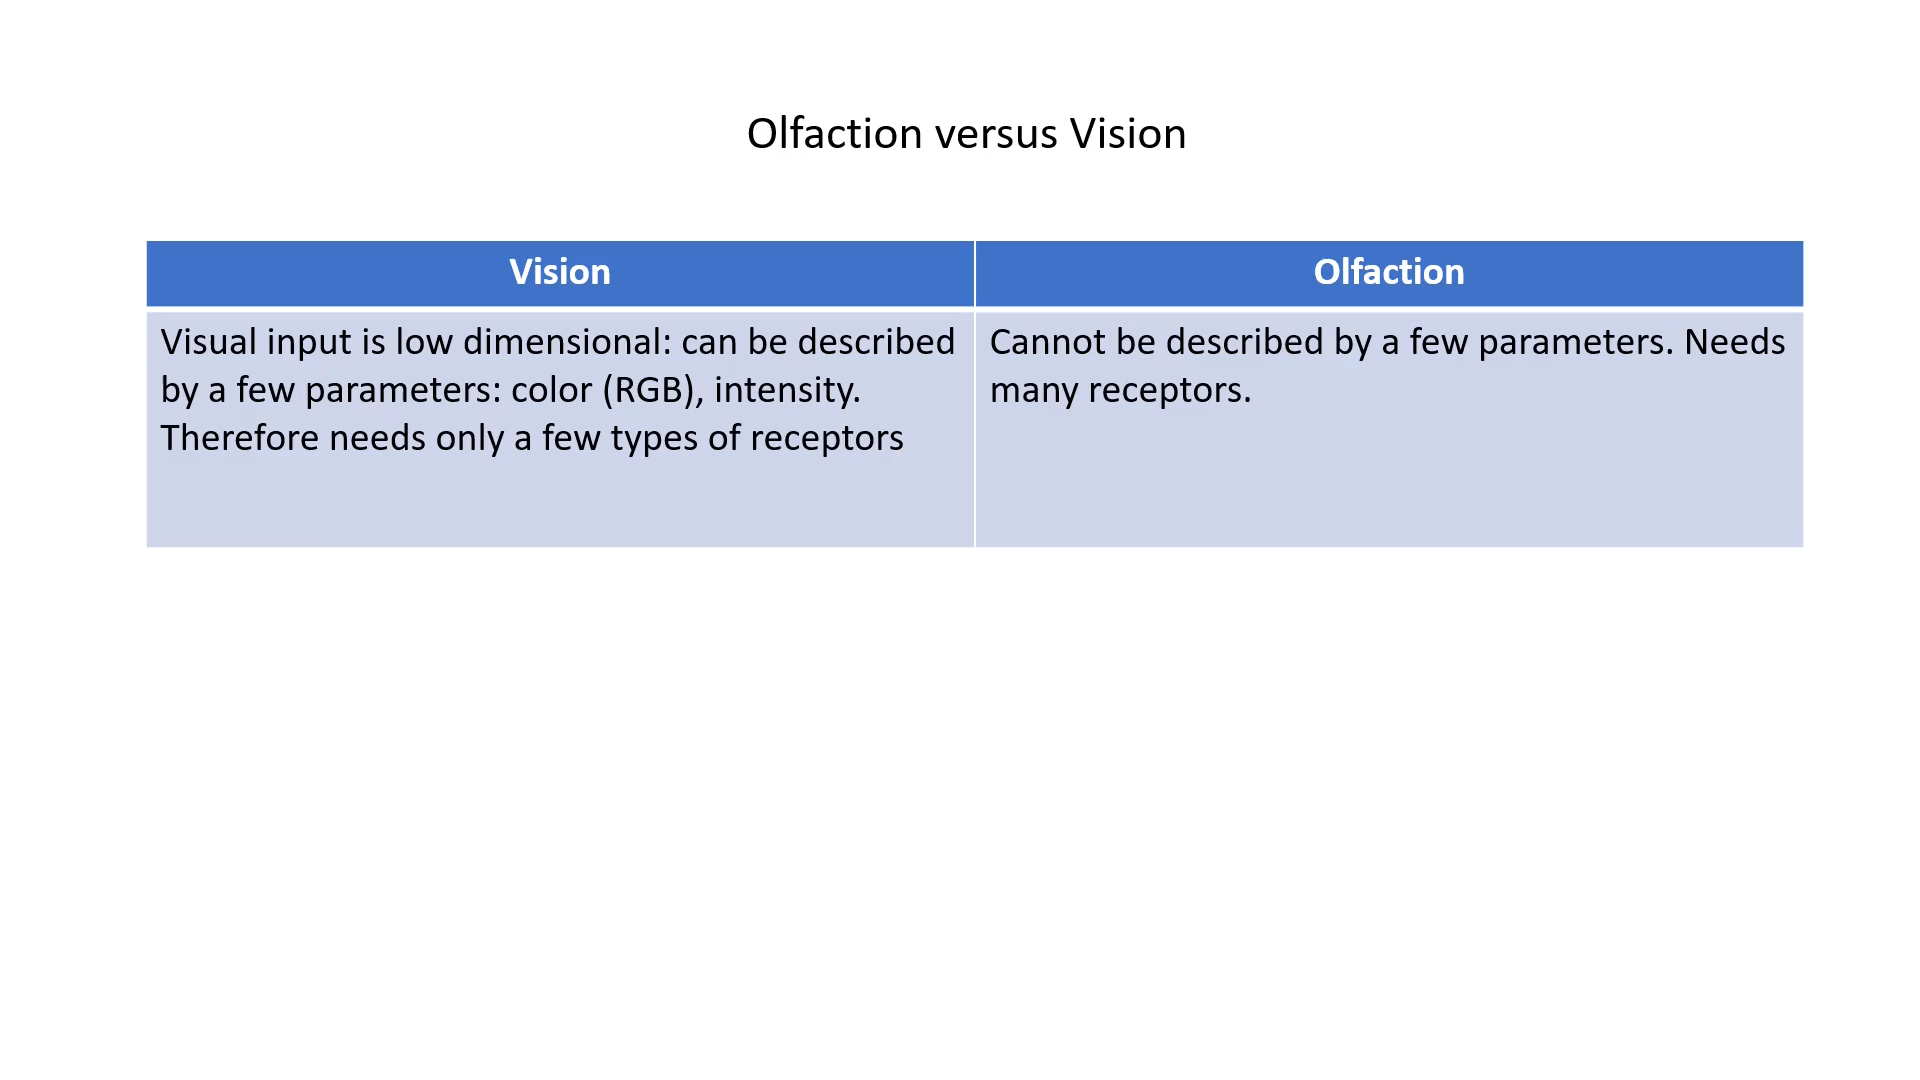 Olfaction versus Vision
Vision
Olfaction
Visual input is low dimensional: can be described
by a few parameters: color (RGB), intensity.
Therefore needs only a few types of receptors
Cannot be described by a few parameters. Needs
many receptors.